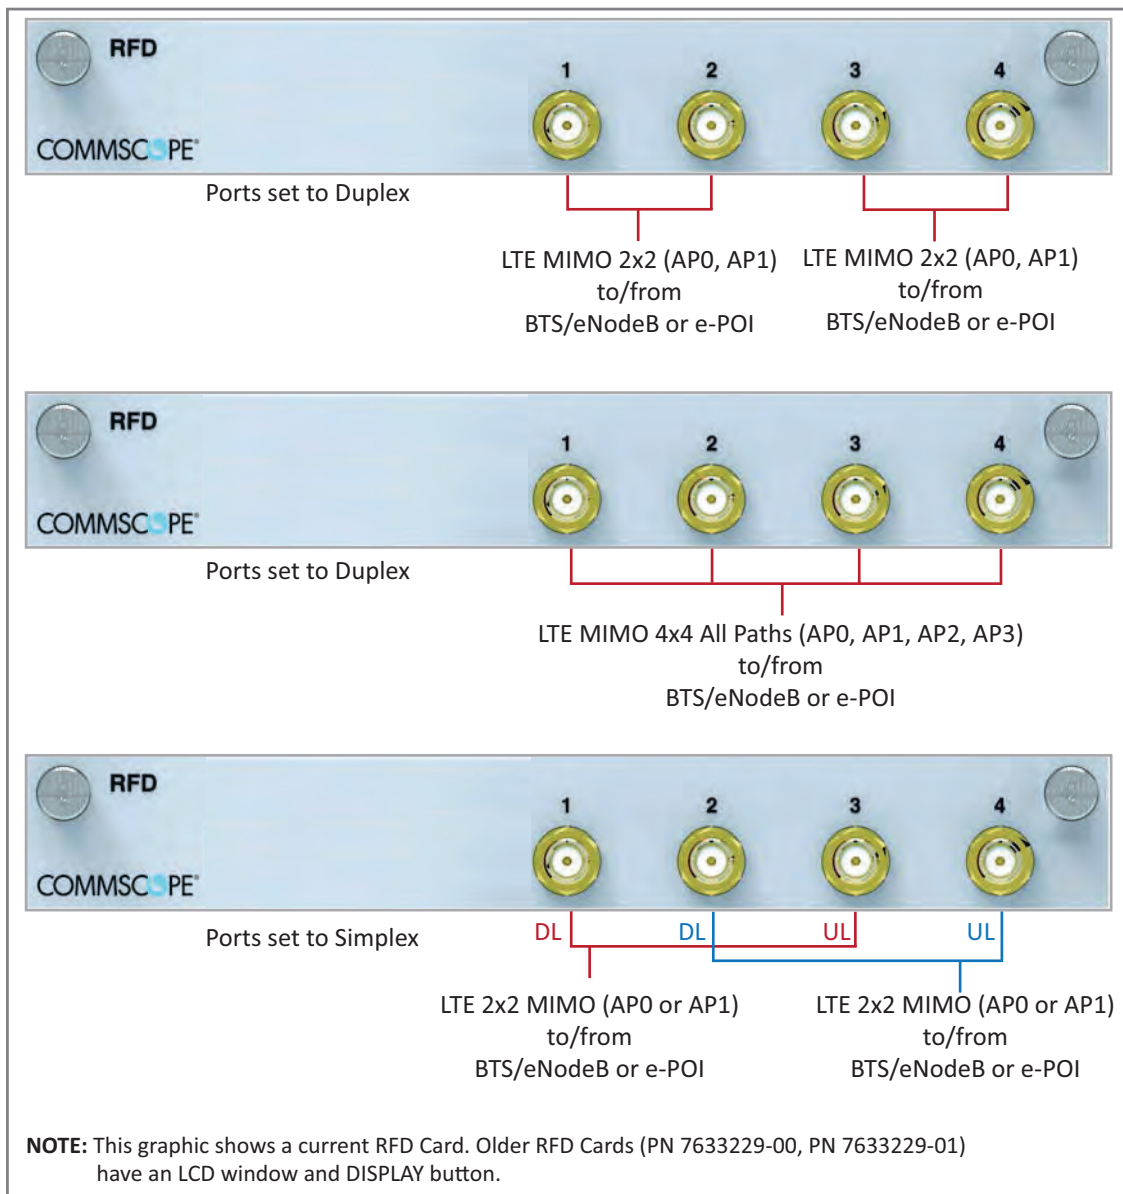 RFD
1 2 3 4
COMMSCOPE®
Ports set to Duplex
LTE MIMO 2x2 (AP0, AP1)
to/from
BTS/eNodeB or e-POI
LTE MIMO 2x2 (AP0, AP1)
to/from
BTS/eNodeB or e-POI
RFD
1 2 3 4
COMMSCOPE®
Ports set to Duplex
LTE MIMO 4x4 All Paths (AP0, AP1, AP2, AP3)
to/from
BTS/eNodeB or e-POI
RFD
1 2 3 4
COMMSCOPE®
Ports set to Simplex
DL DL UL UL
LTE 2x2 MIMO (AP0 or AP1)
to/from
BTS/eNodeB or e-POI
LTE 2x2 MIMO (AP0 or AP1)
to/from
BTS/eNodeB or e-POI
NOTE: This graphic shows a current RFD Card. Older RFD Cards (PN 7633229-00, PN 7633229-01)
have an LCD window and DISPLAY button.